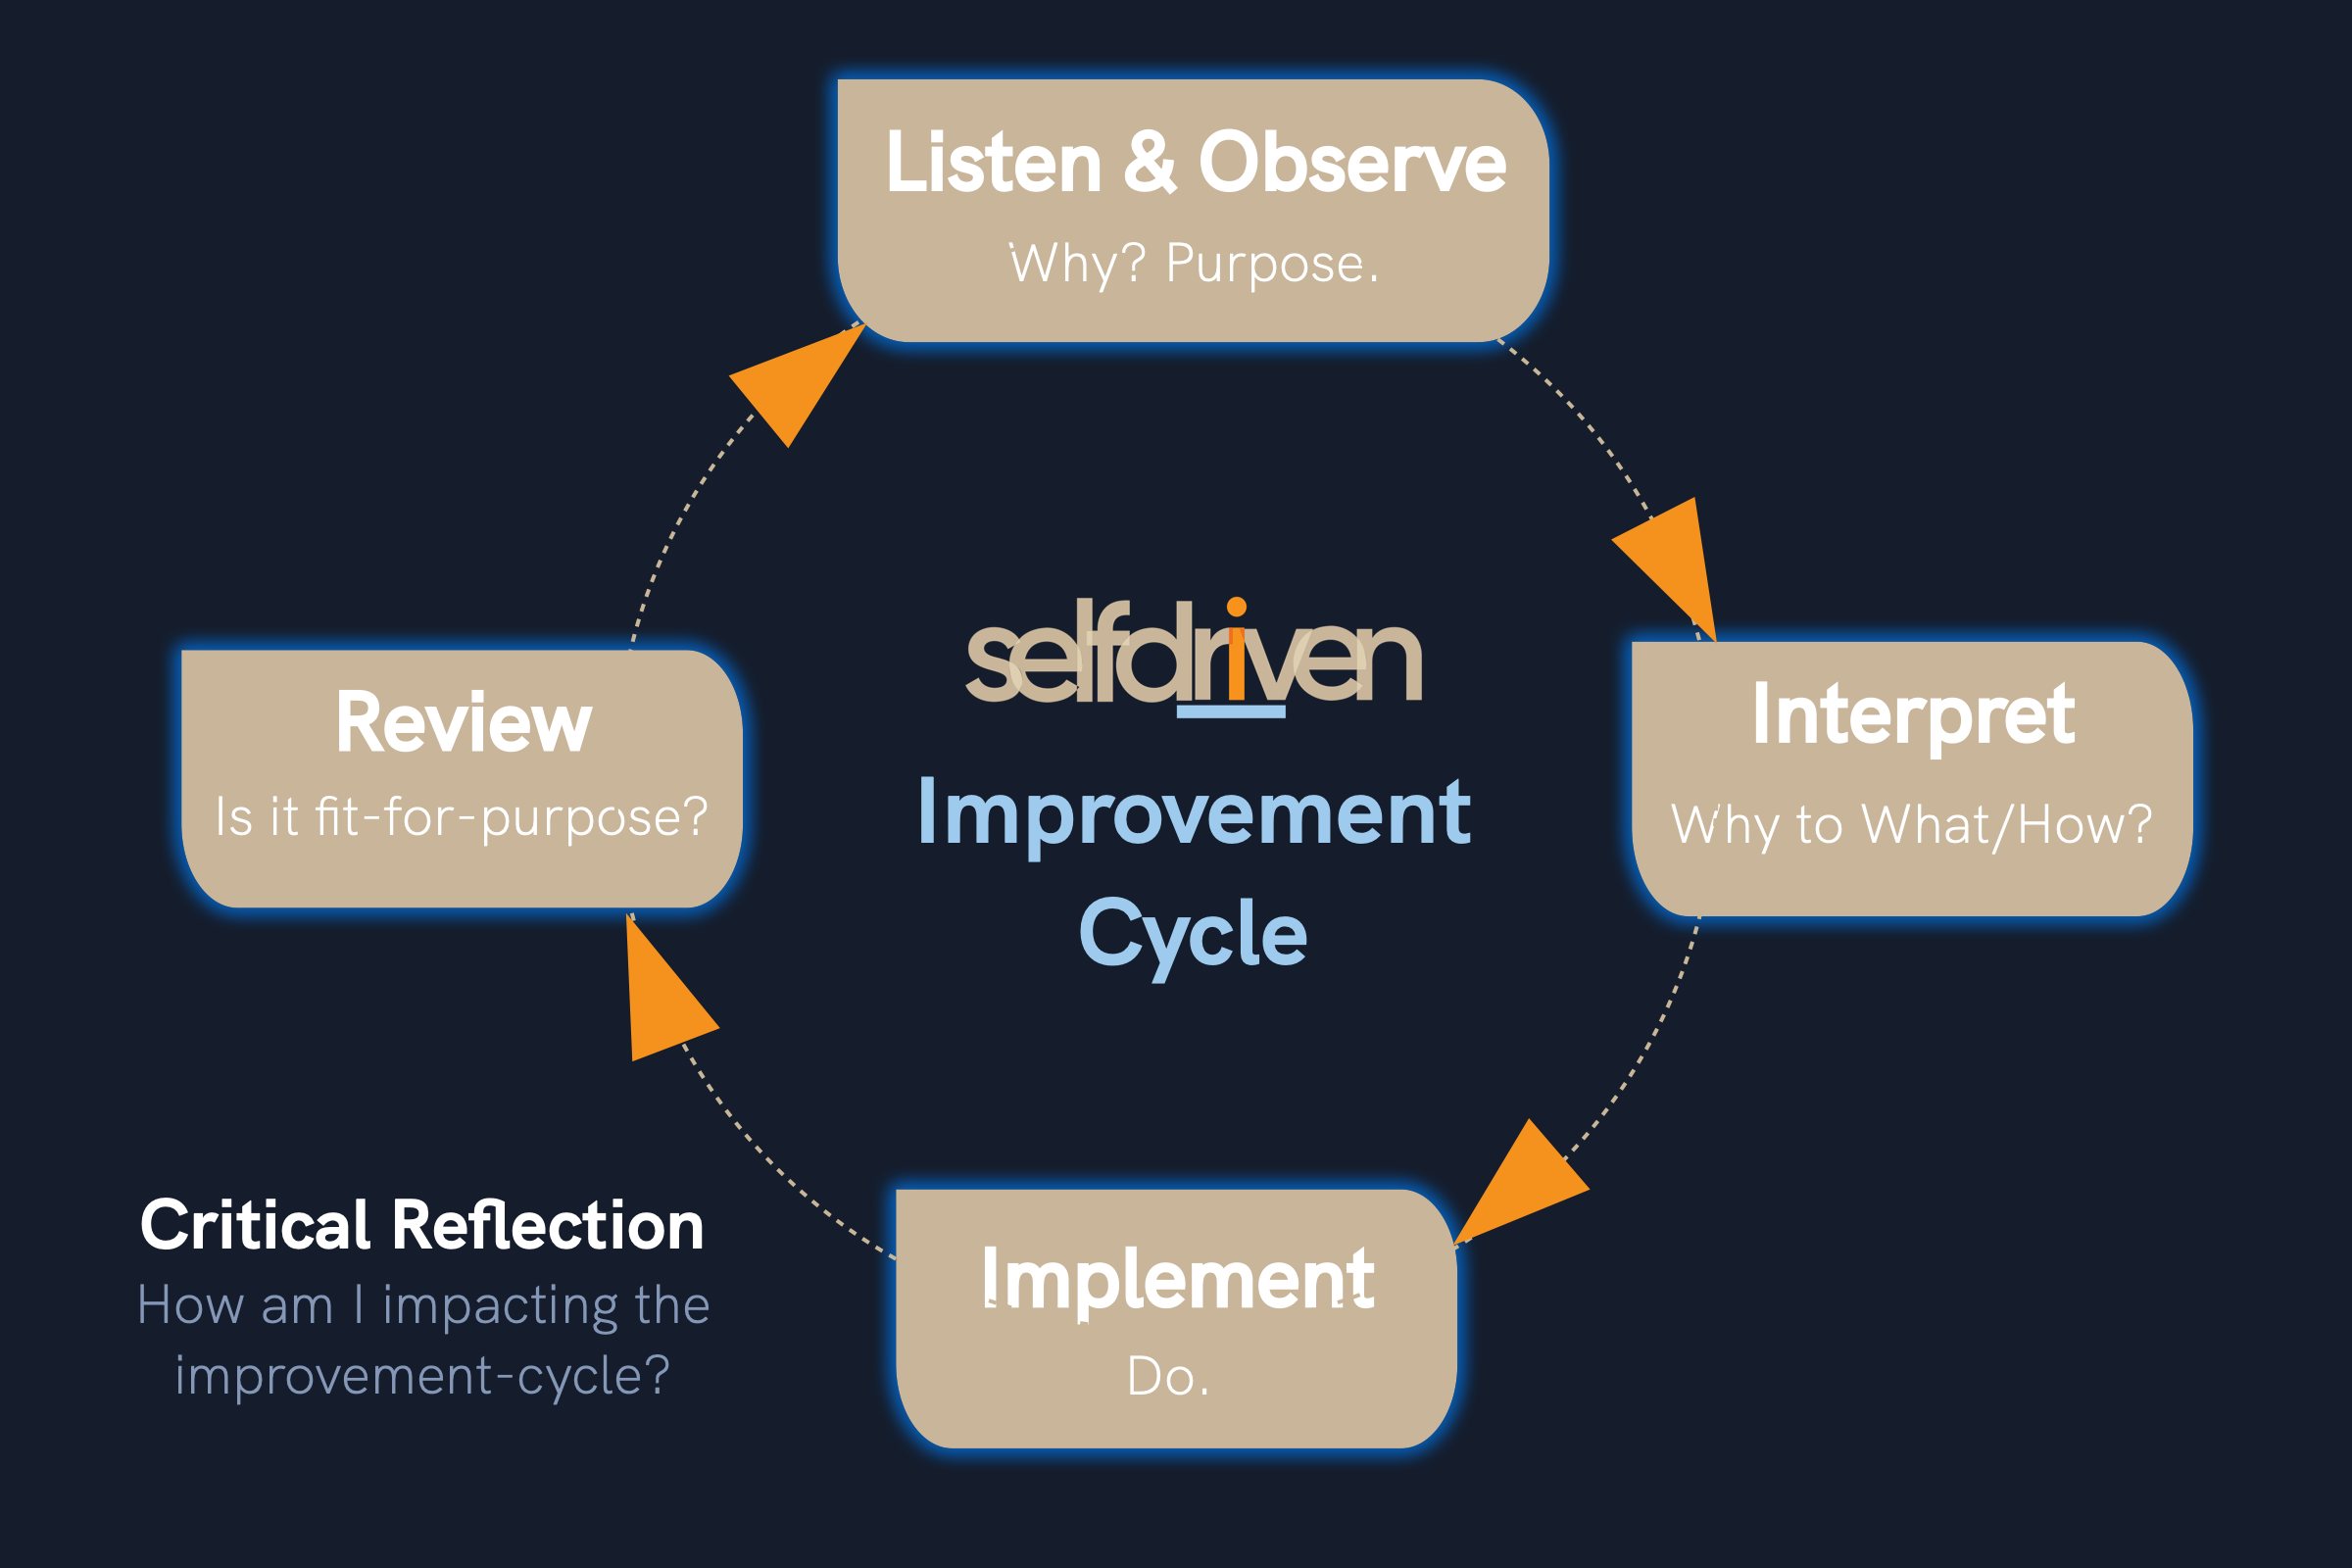 Listen & Observe
Why? Purpose.
selfdriven
Improvement
Cycle
Review
Is it fit-for-purpose?
Interpret
Why to What/How?
Implement
Do.
Critical Reflection
How am I impacting the
improvement-cycle?